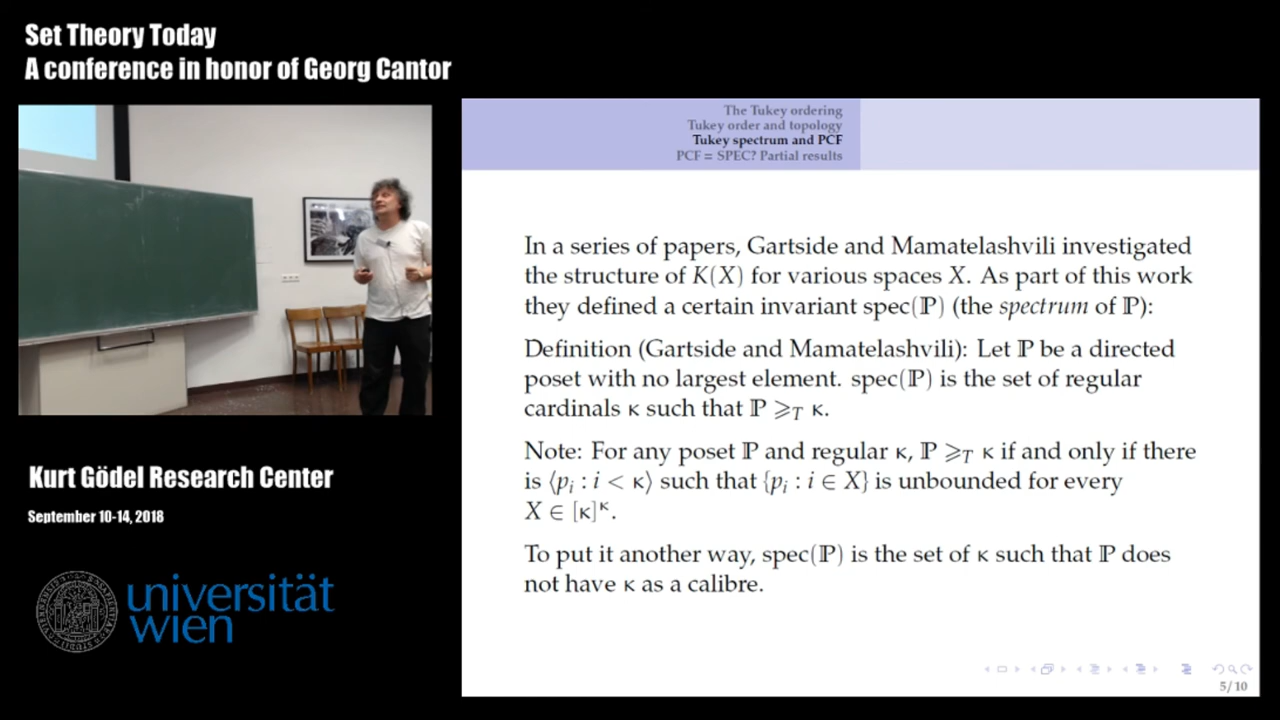 Set Theory Today
A conference in honor of Georg Cantor
The Tukey ordering
Tukey order and topology
Tukey spectrum and PCF
PCF = SPEC? Partial results
In a series of papers, Gartside and Mamatelashvili investigated
the structure of K(X) for various spaces X. As part of this work
they defined a certain invariant spec(ℙ) (the spectrum of ℙ):
Definition (Gartside and Mamatelashvili): Let ℙ be a directed
poset with no largest element. spec(ℙ) is the set of regular
cardinals κ such that ℙ ⩾_T κ.
Note: For any poset ℙ and regular κ, ℙ ⩾_T κ if and only if there
is ⟨p_i : i < κ⟩ such that {p_i : i ∈ X} is unbounded for every
X ∈ [κ]^κ.
To put it another way, spec(ℙ) is the set of κ such that ℙ does
not have κ as a calibre.
5/10
Kurt Gödel Research Center
September 10-14, 2018
universität
wien